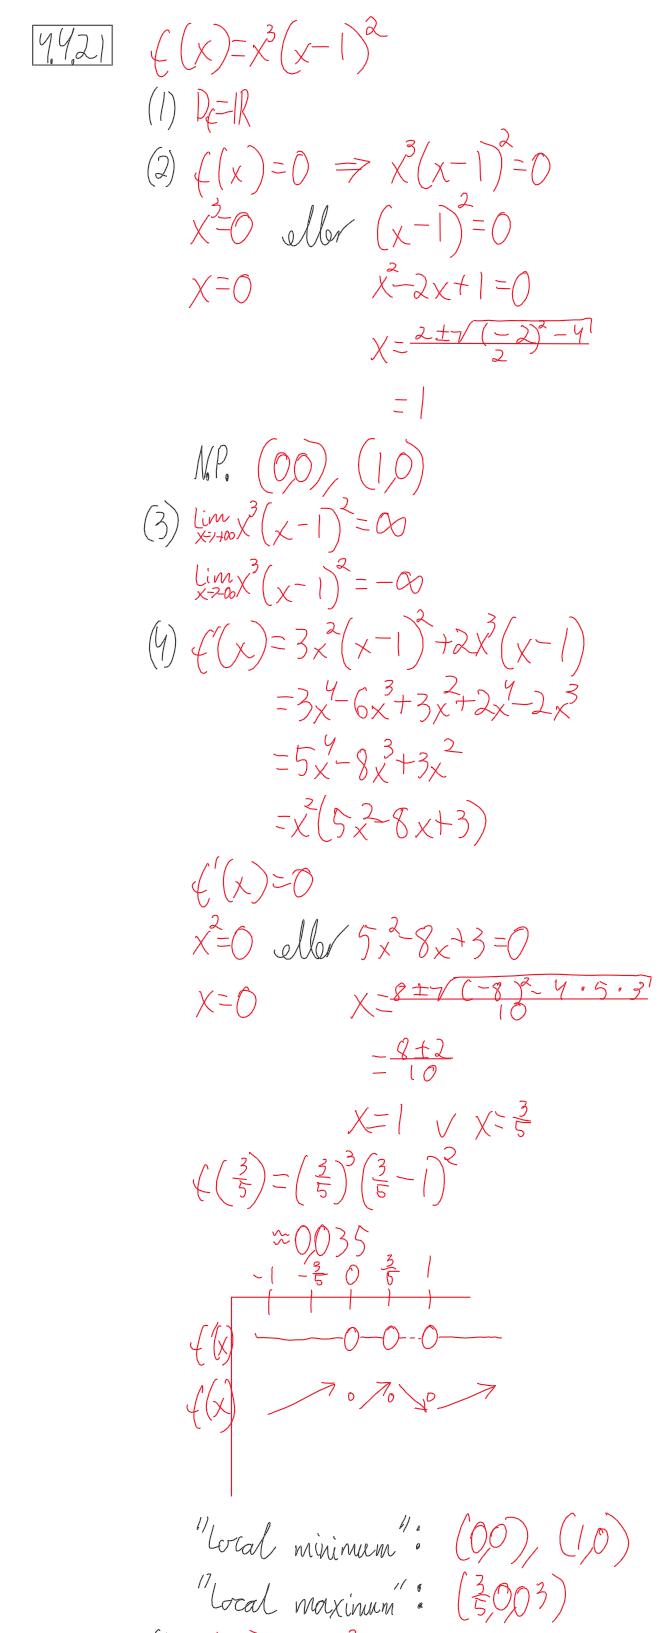 4.4.21 f(x)=x³(x-1)²
(1) D_f=ℝ
(2) f(x)=0 ⇒ x³(x-1)²=0
x³=0 eller (x-1)²=0
x=0 x²-2x+1=0
x=(2±√((-2)²-4))/2
=1
N.P. (0,0), (1,0)
(3) lim x→+∞ x³(x-1)²=∞
lim x→-∞ x³(x-1)²=-∞
(4) f'(x)=3x²(x-1)²+2x³(x-1)
=3x⁴-6x³+3x²+2x⁴-2x³
=5x⁴-8x³+3x²
=x²(5x²-8x+3)
f'(x)=0
x²=0 eller 5x²-8x+3=0
x=0 x=(8±√((-8)²-4·5·3))/10
=(8±2)/10
x=1 ∨ x=3/5
f(3/5)=(3/5)³(3/5-1)²
≈0,035
-1 -3/5 0 3/5 1
f'(x) 0 0 0
f(x) ↗ 0 ↗ 0 ↘ 0 ↗
"Local minimum": (0,0), (1,0)
"Local maximum": (3/5,0,03)